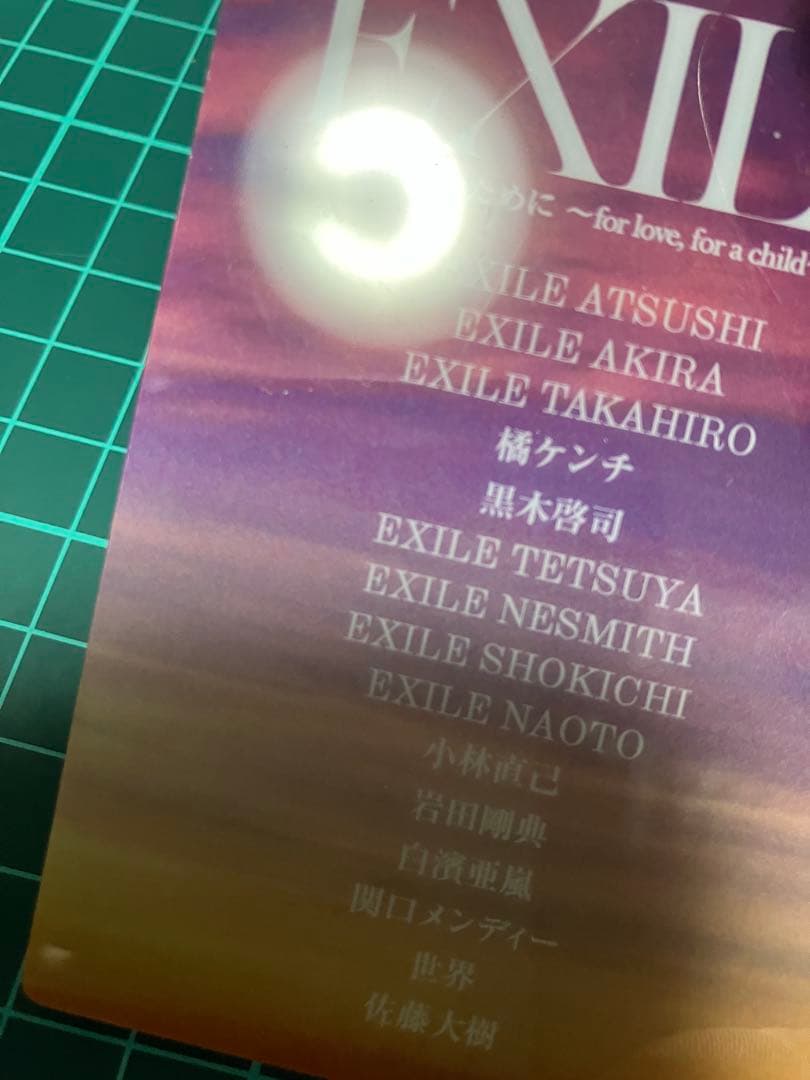 EXIL
ために 〜for love, for a child
EXILE ATSUSHI
EXILE AKIRA
EXILE TAKAHIRO
橘ケンチ
黒木啓司
EXILE TETSUYA
EXILE NESMITH
EXILE SHOKICHI
EXILE NAOTO
小林直己
岩田剛典
白濱亜嵐
関口メンディー
世界
佐藤大樹